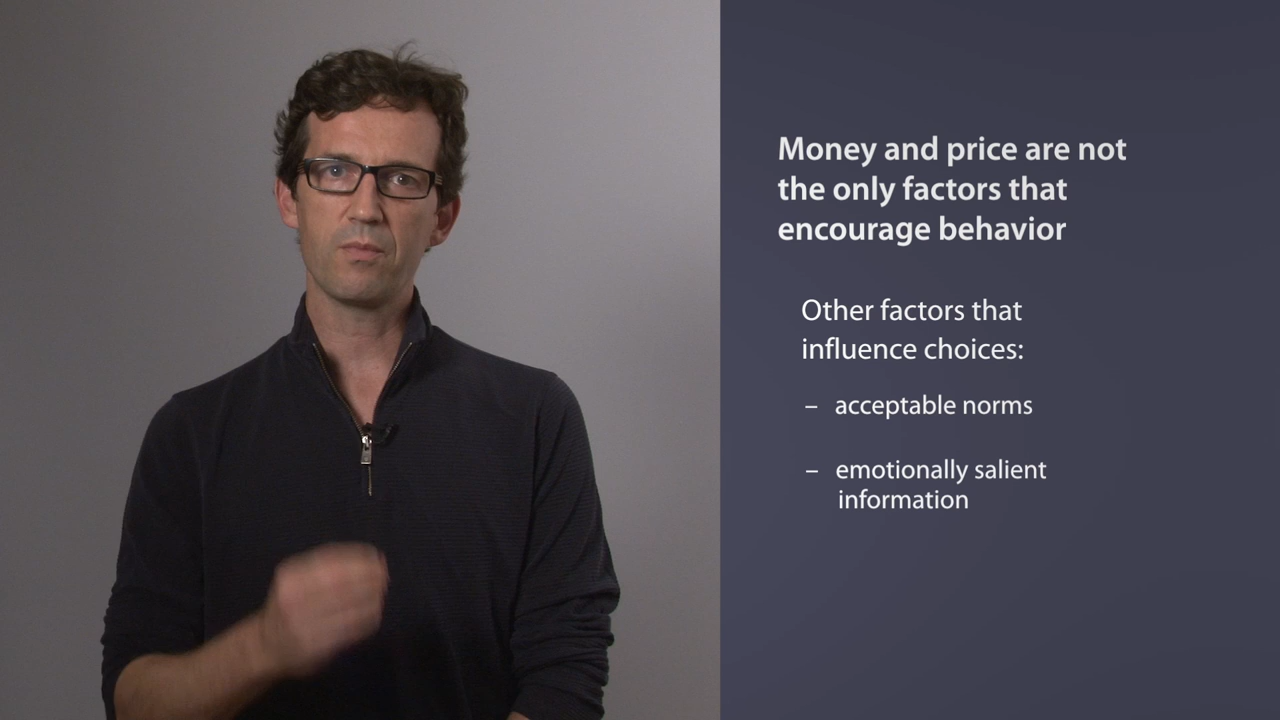 Money and price are not
the only factors that
encourage behavior
Other factors that
influence choices:
– acceptable norms
– emotionally salient
information